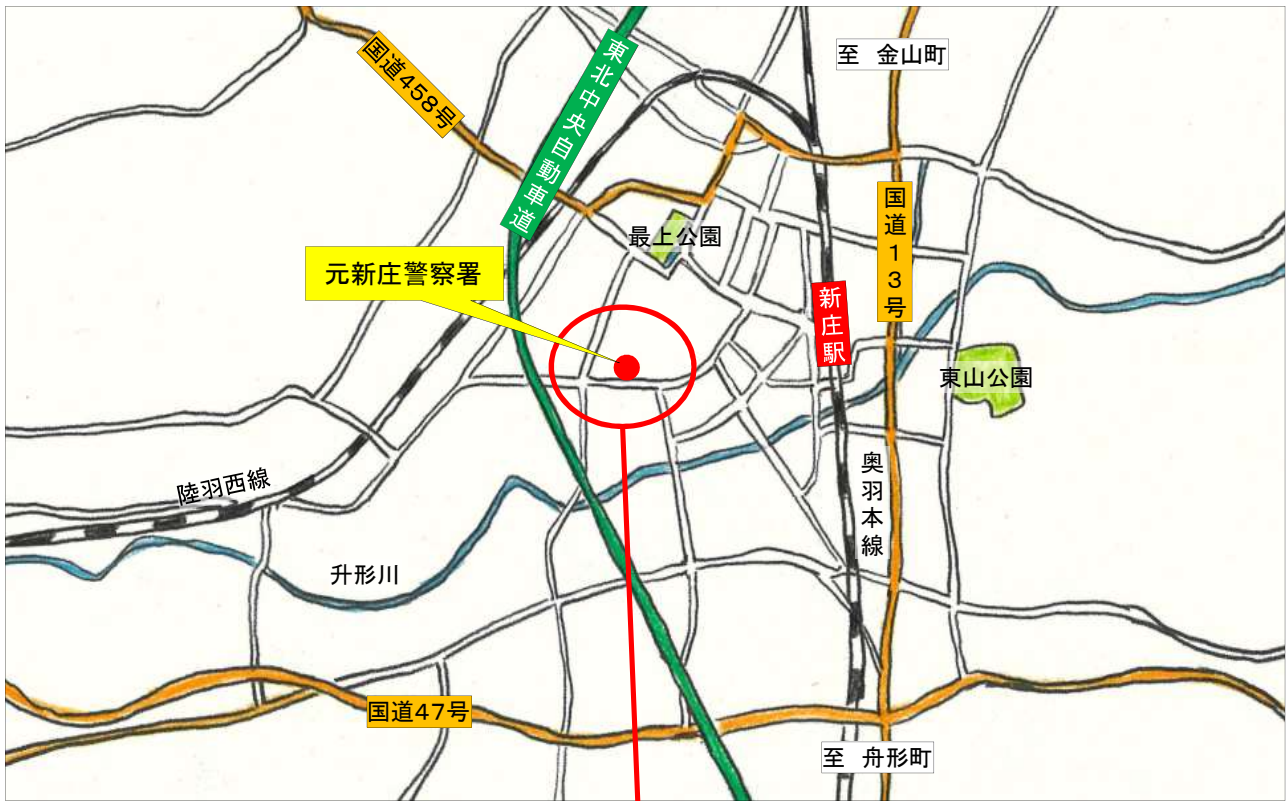 至 金山町
国道458号
東北中央自動車道
国道13号
最上公園
元新庄警察署
新庄駅
東山公園
奥羽本線
陸羽西線
升形川
国道47号
至 舟形町